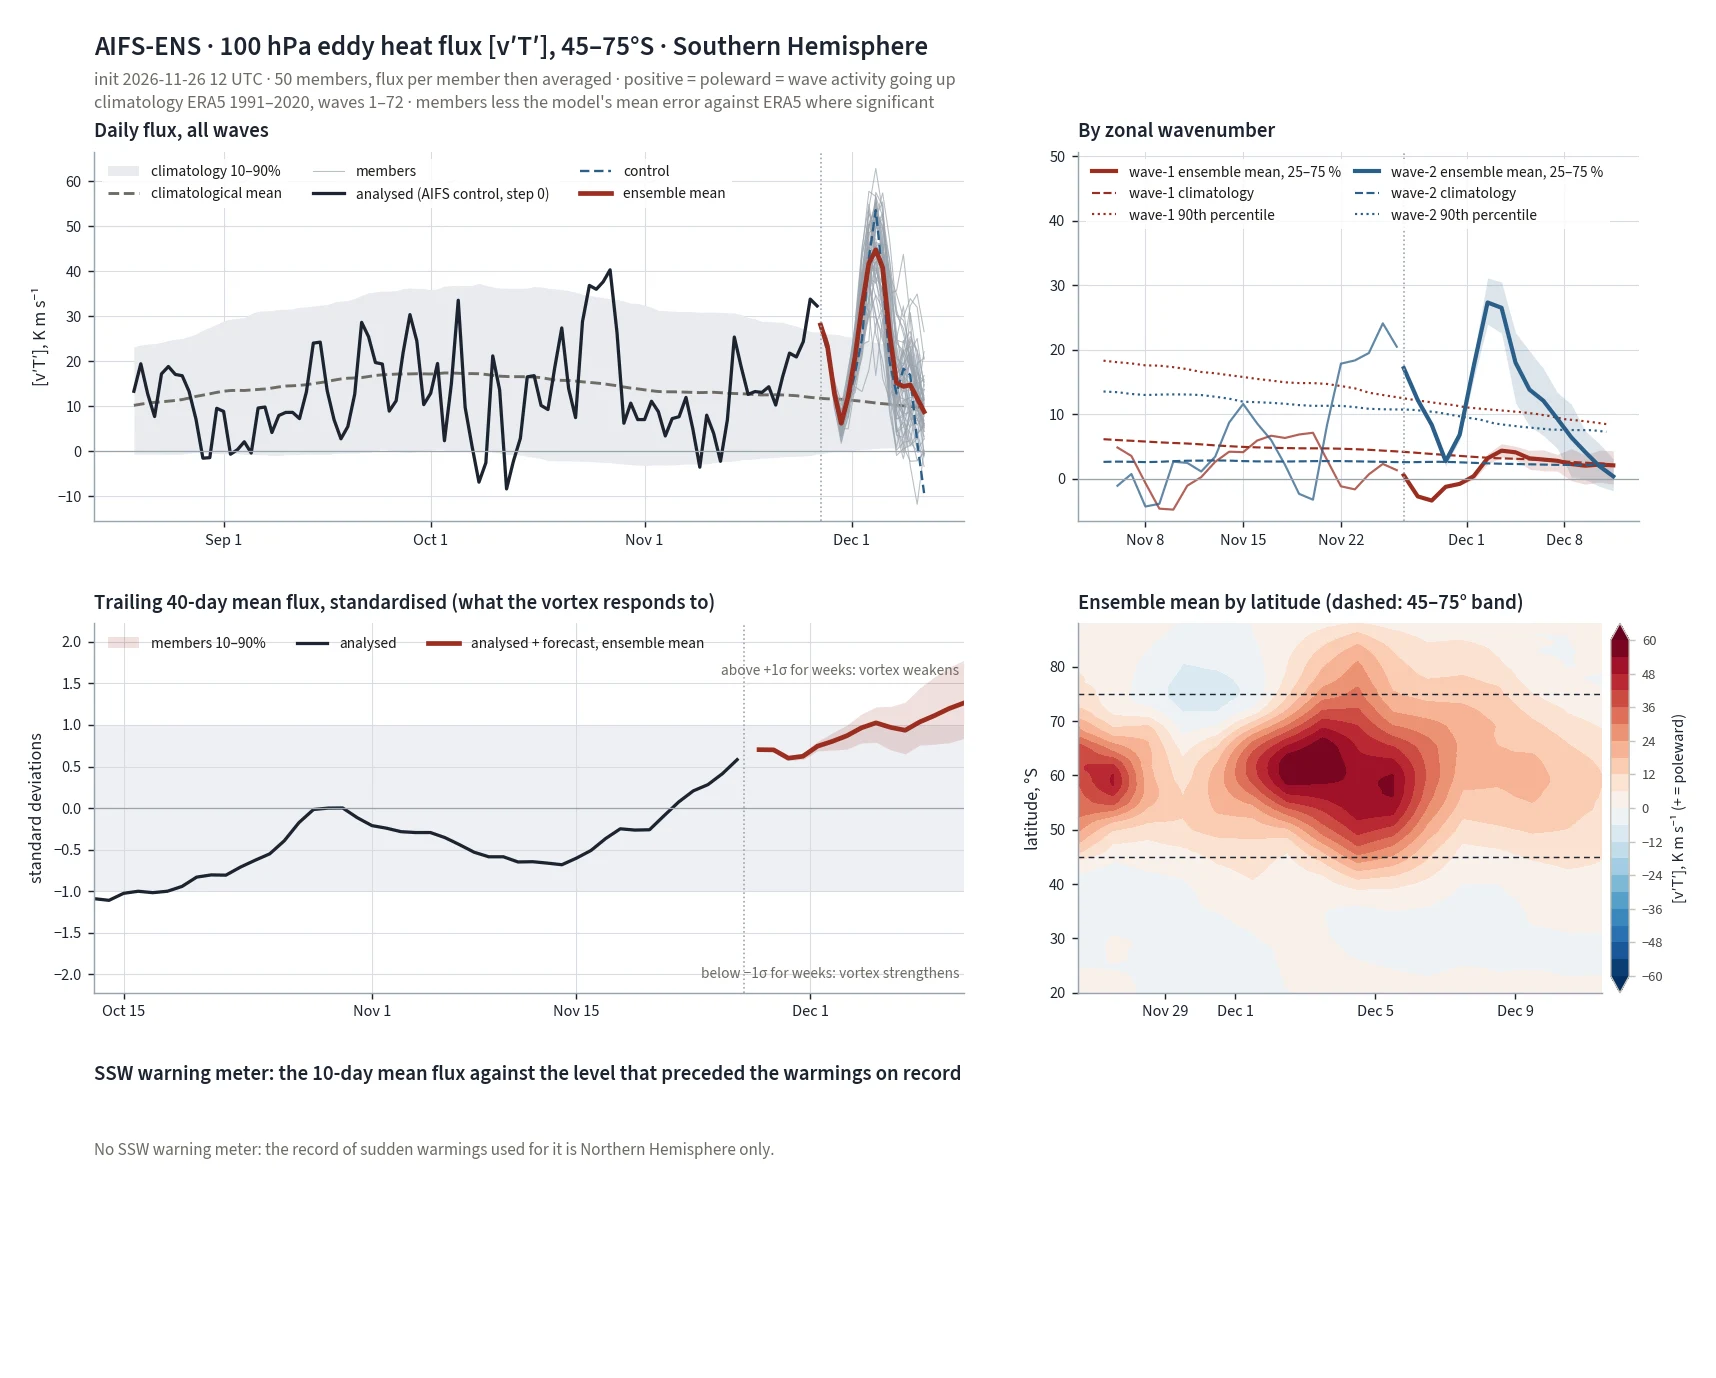 AIFS-ENS · 100 hPa eddy heat flux [v′T′], 45–75°S · Southern Hemisphere
init 2026-11-26 12 UTC · 50 members, flux per member then averaged · positive = poleward = wave activity going up
climatology ERA5 1991–2020, waves 1–72 · members less the model's mean error against ERA5 where significant
Daily flux, all waves
climatology 10–90%
members
control
climatological mean
analysed (AIFS control, step 0)
ensemble mean
60
50
40
30
20
10
0
−10
[v′T′], K m s⁻¹
Sep 1
Oct 1
Nov 1
Dec 1
By zonal wavenumber
wave-1 ensemble mean, 25–75 %
wave-2 ensemble mean, 25–75 %
wave-1 climatology
wave-2 climatology
wave-1 90th percentile
wave-2 90th percentile
50
40
30
20
10
0
Nov 8
Nov 15
Nov 22
Dec 1
Dec 8
Trailing 40-day mean flux, standardised (what the vortex responds to)
members 10–90%
analysed
analysed + forecast, ensemble mean
above +1σ for weeks: vortex weakens
2.0
1.5
1.0
0.5
0.0
−0.5
−1.0
−1.5
−2.0
standard deviations
below −1σ for weeks: vortex strengthens
Oct 15
Nov 1
Nov 15
Dec 1
Ensemble mean by latitude (dashed: 45–75° band)
80
70
60
50
40
30
20
latitude, °S
Nov 29
Dec 1
Dec 5
Dec 9
60
48
36
24
12
0
−12
−24
−36
−48
−60
[v′T′], K m s⁻¹ (+ = poleward)
SSW warning meter: the 10-day mean flux against the level that preceded the warmings on record
No SSW warning meter: the record of sudden warmings used for it is Northern Hemisphere only.